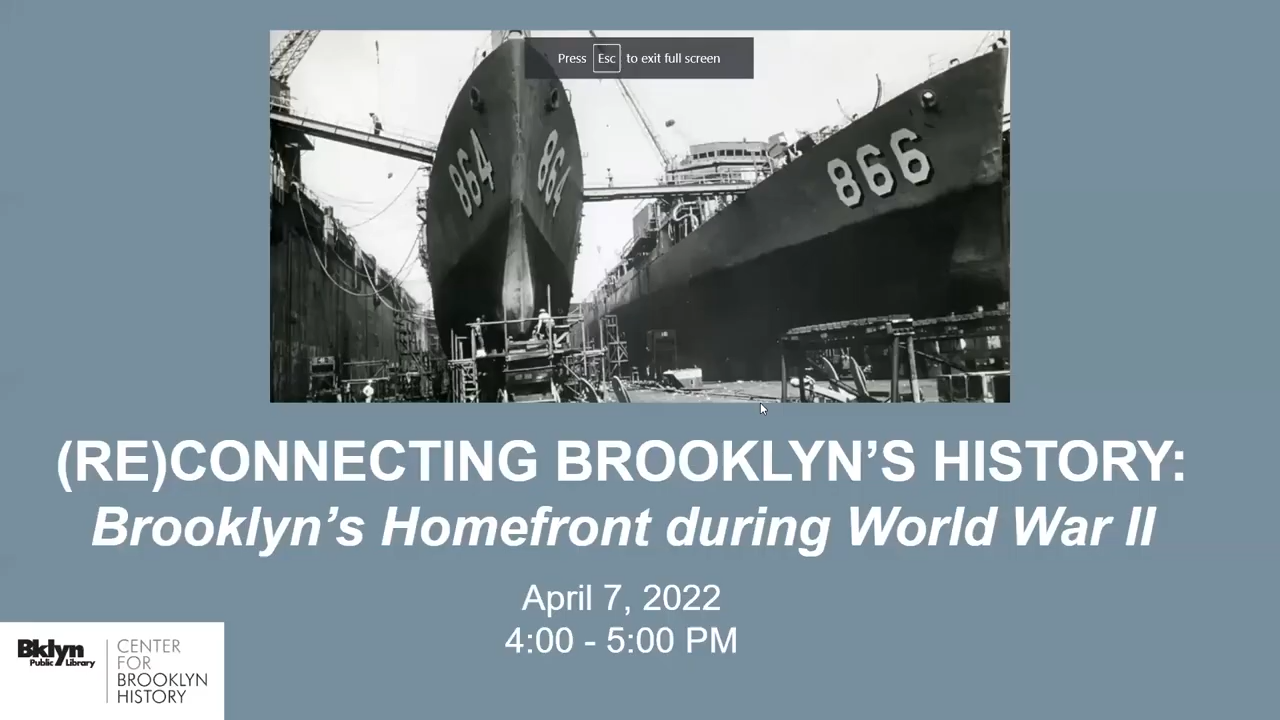 Press Esc to exit full screen
864 864
866
(RE)CONNECTING BROOKLYN’S HISTORY:
Brooklyn’s Homefront during World War II
April 7, 2022
4:00 - 5:00 PM
Bklyn
Public Library
CENTER
FOR
BROOKLYN
HISTORY